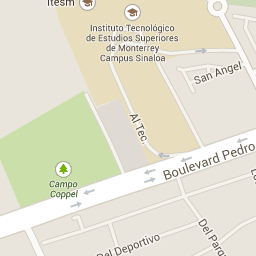 Itesm
Instituto Tecnológico
de Estudios Superiores
de Monterrey
Campus Sinaloa
San Angel
Al Tec.
Boulevard Pedro
Campo
Coppel
Del Deportivo
Del Parque